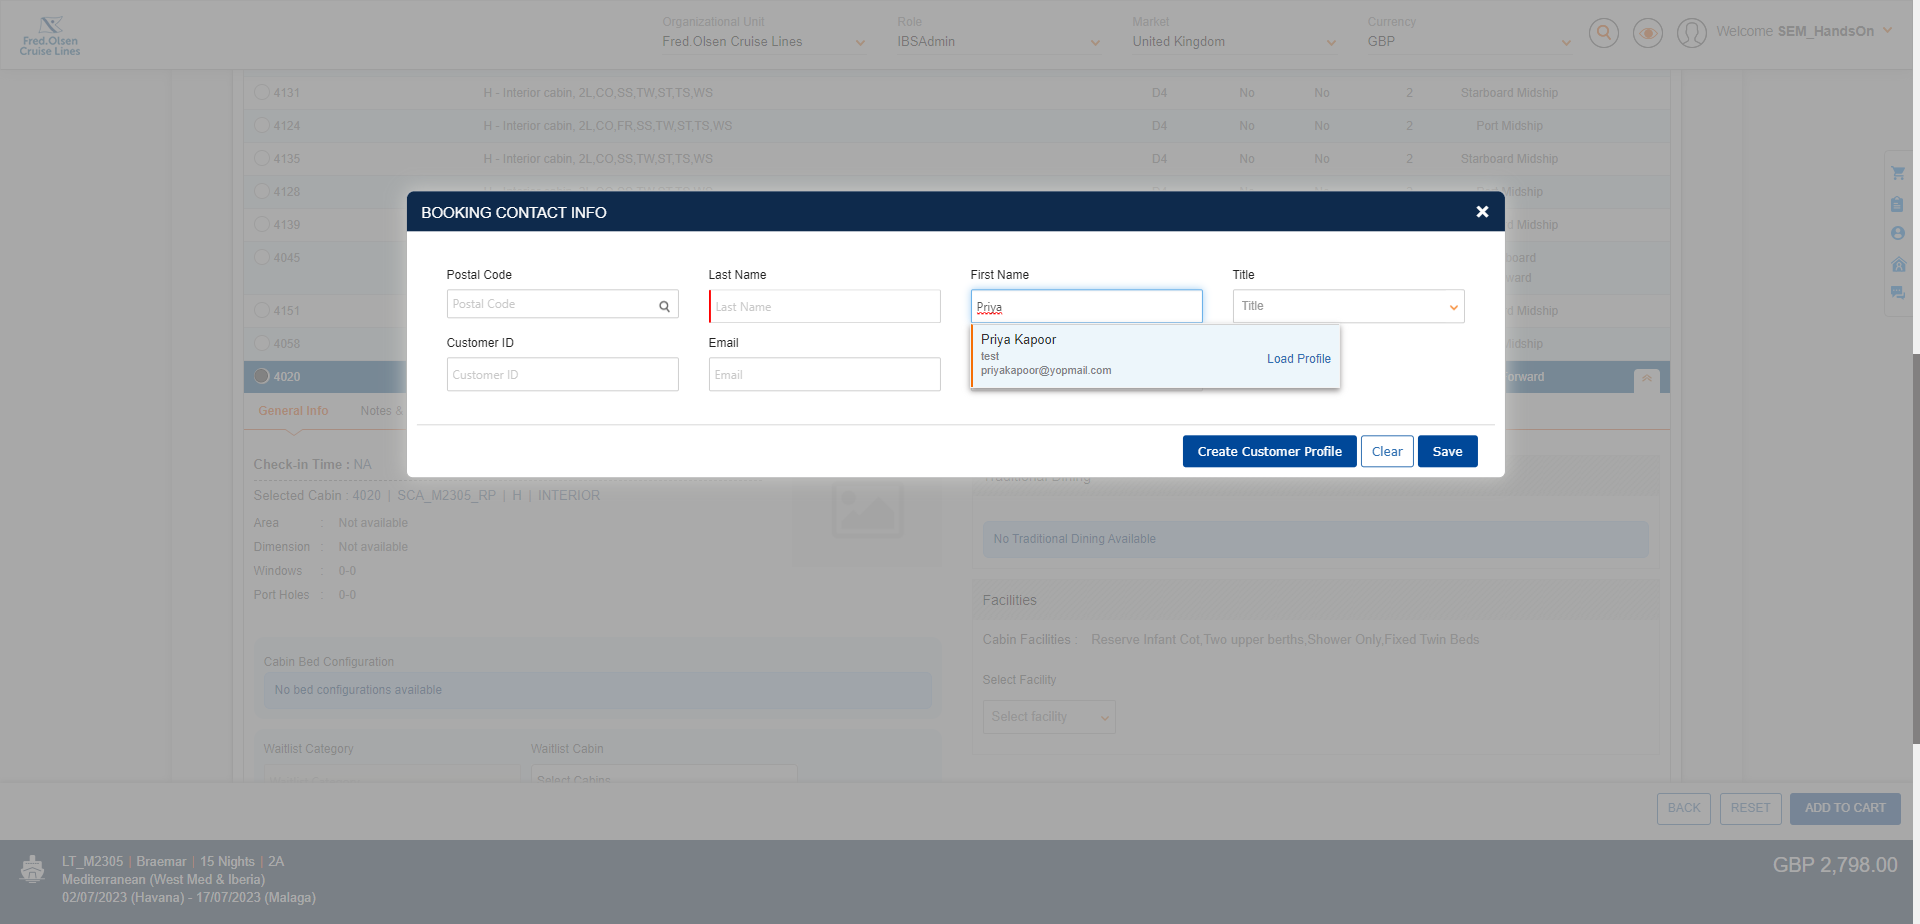 Fred.Olsen
Cruise Lines
Organizational Unit
Fred.Olsen Cruise Lines
Role
IBSAdmin
Market
United Kingdom
Currency
GBP
Welcome SEM_HandsOn
4131 H - Interior cabin, 2L,CO,SS,TW,ST,TS,WS D4 No No 2 Starboard Midship
4124 H - Interior cabin, 2L,CO,FR,SS,TW,ST,TS,WS D4 No No 2 Port Midship
4135 H - Interior cabin, 2L,CO,SS,TW,ST,TS,WS D4 No No 2 Starboard Midship
4128 Midship
4139 Midship
4045
4151 Midship
4058
4020 Forward
BOOKING CONTACT INFO
Postal Code
Postal Code
Last Name
Last Name
First Name
Priya
Title
Title
Customer ID
Customer ID
Email
Email
Priya Kapoor
test
priyakapoor@yopmail.com
Load Profile
Create Customer Profile
Clear
Save
General Info
Notes &
Check-in Time : NA
Selected Cabin : 4020 | SCA_M2305_RP | H | INTERIOR
Area : Not available
Dimension : Not available
Windows : 0-0
Port Holes : 0-0
Cabin Bed Configuration
No bed configurations available
Waitlist Category
Waitlist Cabin
Select Cabins
Traditional Dining
No Traditional Dining Available
Facilities
Cabin Facilities : Reserve Infant Cot,Two upper berths,Shower Only,Fixed Twin Beds
Select Facility
Select facility
BACK
RESET
ADD TO CART
LT_M2305 | Braemar | 15 Nights | 2A
Mediterranean (West Med & Iberia)
02/07/2023 (Havana) - 17/07/2023 (Malaga)
GBP 2,798.00